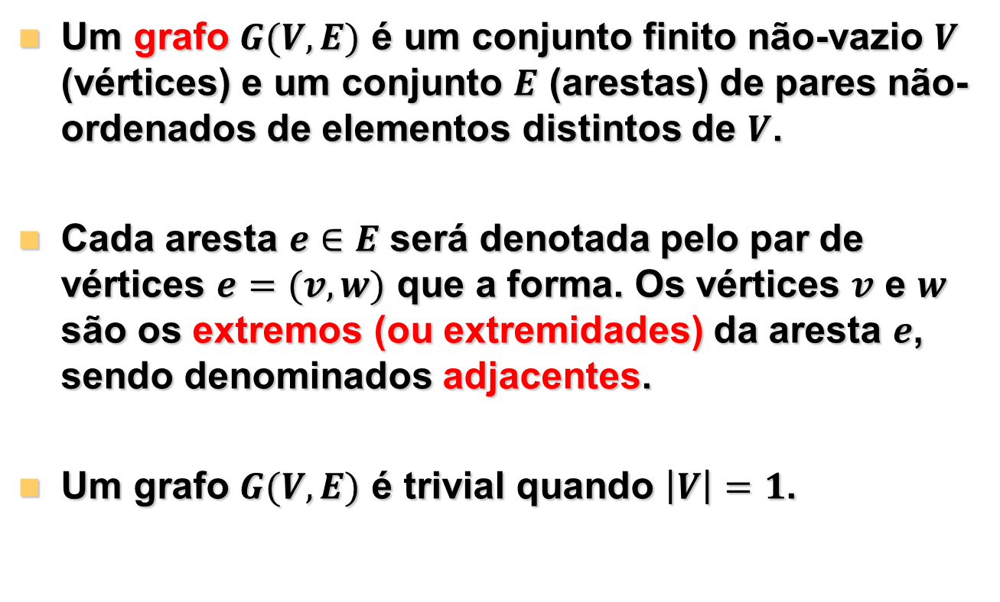 Um grafo G(V, E) é um conjunto finito não-vazio V
(vértices) e um conjunto E (arestas) de pares não-
ordenados de elementos distintos de V.
Cada aresta e ∈ E será denotada pelo par de
vértices e = (v, w) que a forma. Os vértices v e w
são os extremos (ou extremidades) da aresta e,
sendo denominados adjacentes.
Um grafo G(V, E) é trivial quando |V| = 1.